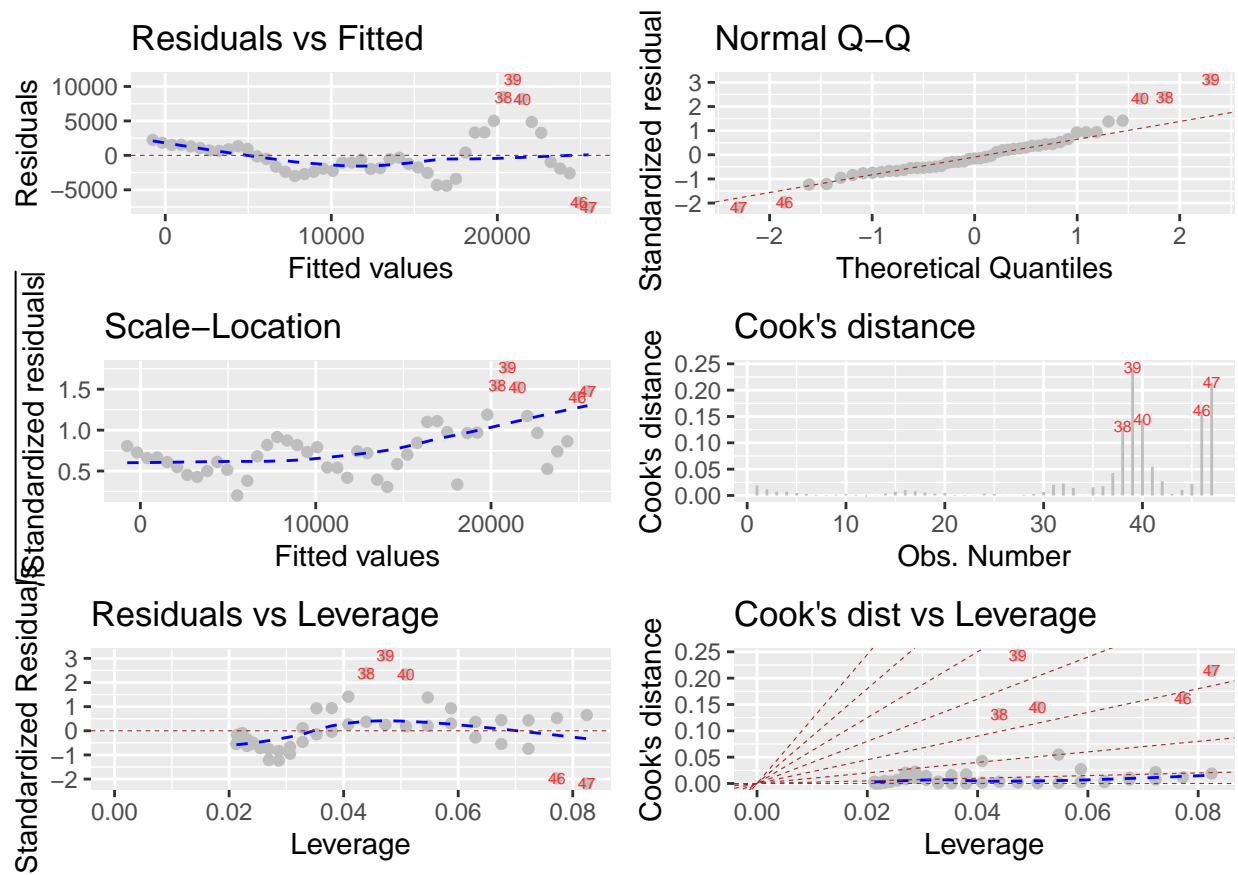 Residuals vs Fitted
Residuals
10000
5000
0
−5000
39
38 40
46
47
0 10000 20000
Fitted values
Normal Q−Q
Standardized residual
3
2
1
0
−1
−2
39
40 38
47 46
−2 −1 0 1 2
Theoretical Quantiles
Scale−Location
√|Standardized residuals|
1.5
1.0
0.5
39
38 40
46 47
0 10000 20000
Fitted values
Cook's distance
Cook's distance
0.25
0.20
0.15
0.10
0.05
0.00
39
47
46
40
38
0 10 20 30 40
Obs. Number
Residuals vs Leverage
Standardized Residuals
3
2
1
0
−1
−2
39
38 40
46
47
0.00 0.02 0.04 0.06 0.08
Leverage
Cook's dist vs Leverage
Cook's distance
0.25
0.20
0.15
0.10
0.05
0.00
39
47
46
40
38
0.00 0.02 0.04 0.06 0.08
Leverage